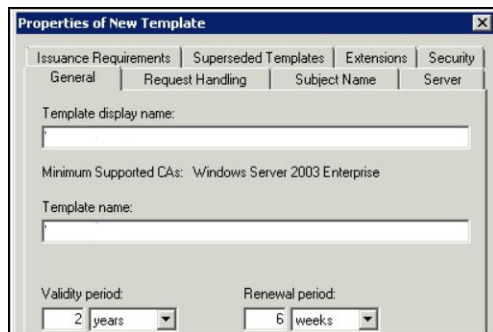 Properties of New Template
Issuance Requirements Superseded Templates Extensions Security
General Request Handling Subject Name Server
Template display name:
Minimum Supported CAs: Windows Server 2003 Enterprise
Template name:
Validity period: Renewal period:
2 years 6 weeks